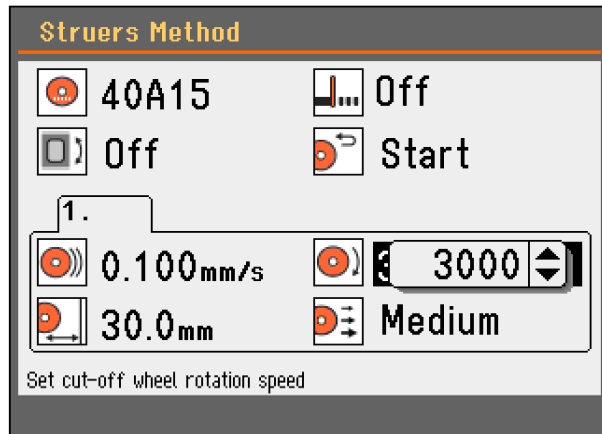 Struers Method
40A15 Off
Off Start
1.
0.100mm/s 3000
30.0mm Medium
Set cut-off wheel rotation speed